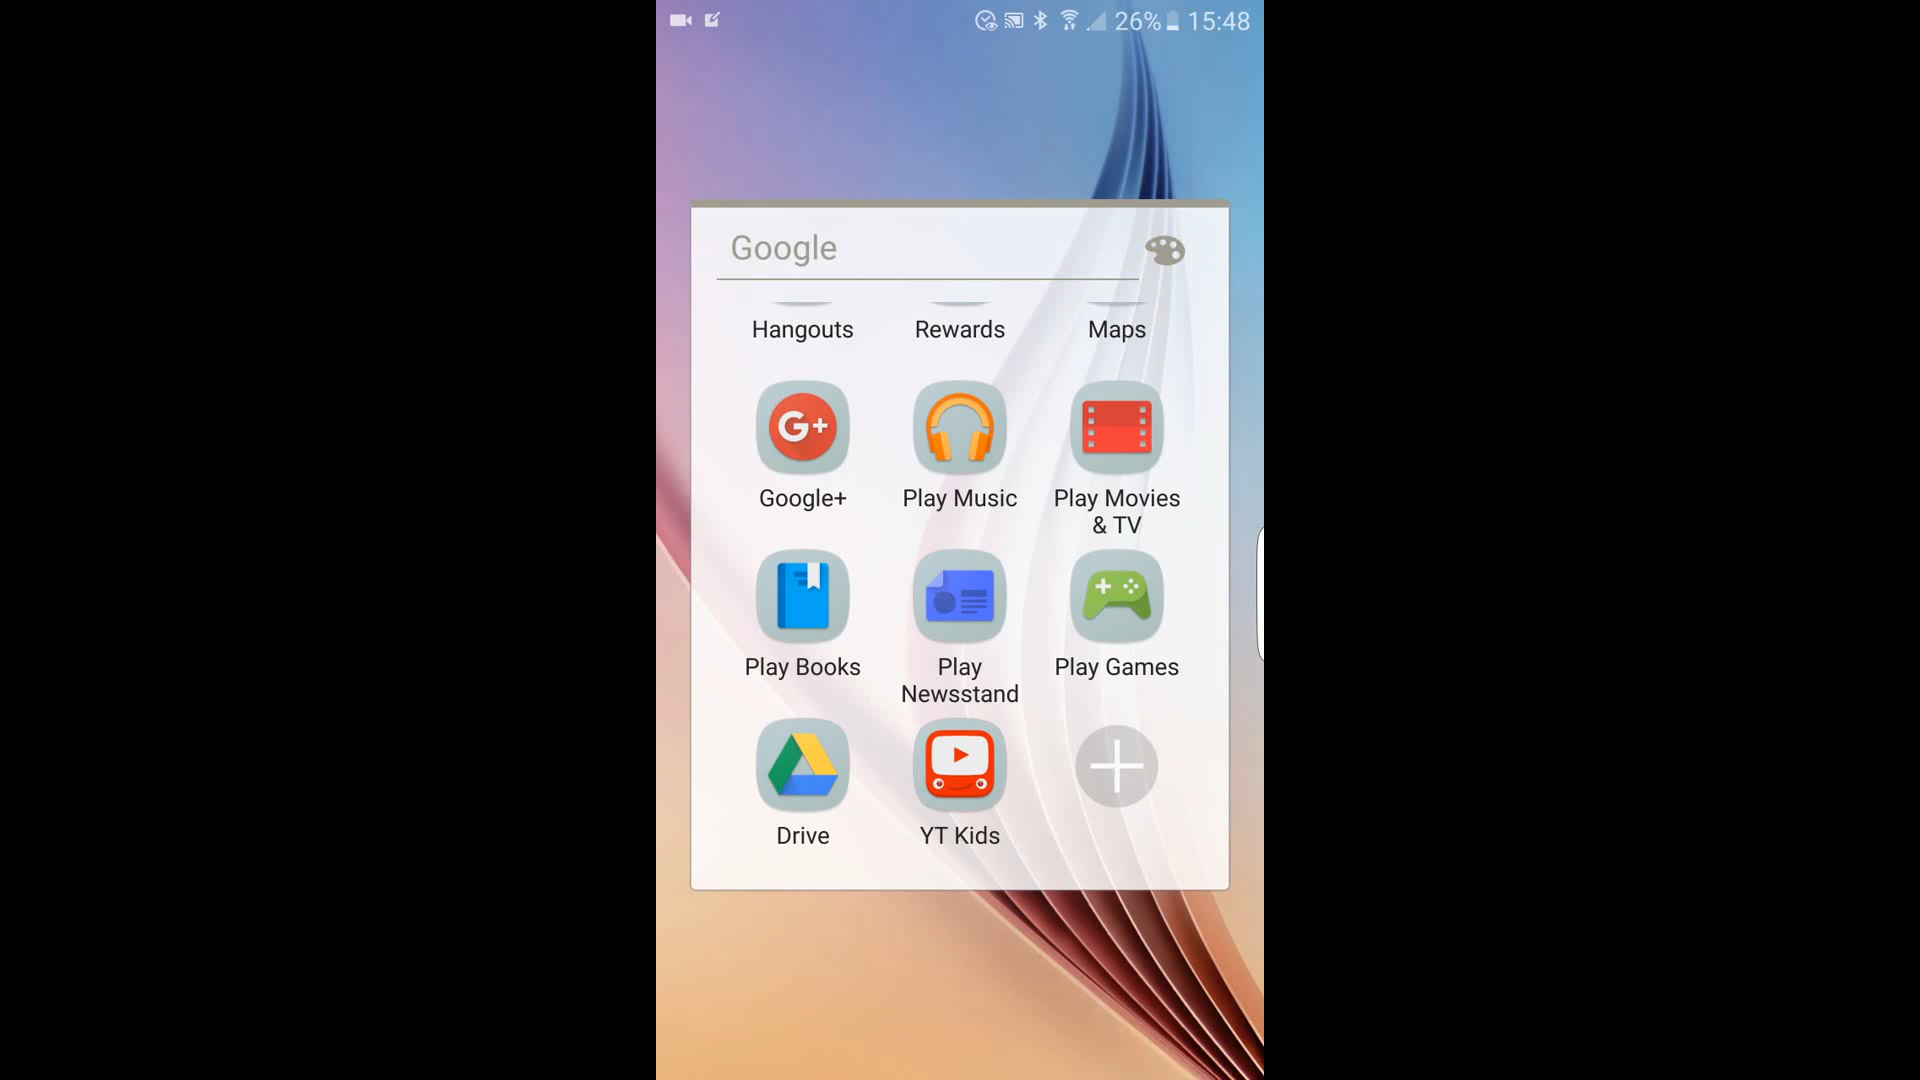 26% 15:48
Google
Hangouts Rewards Maps
G+
Google+ Play Music Play Movies
& TV
Play Books Play Play Games
Newsstand
Drive YT Kids